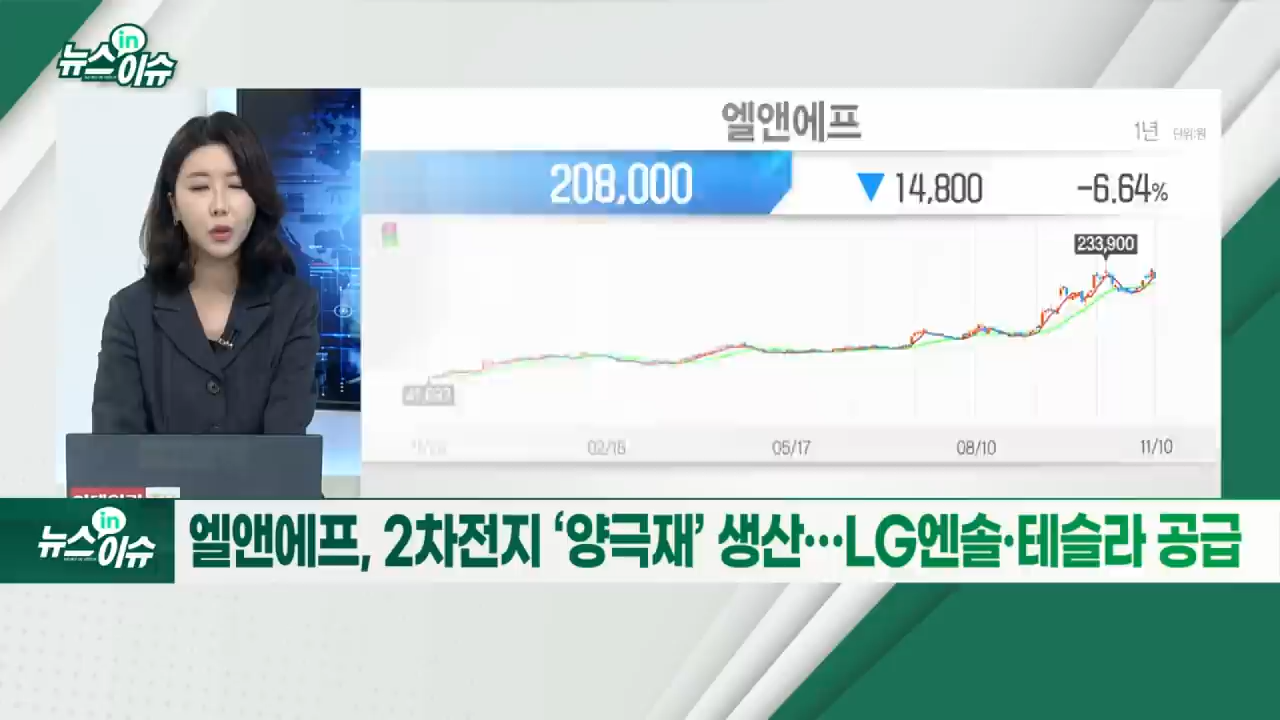 뉴스in이슈
엘앤에프
1년 단위:원
208,000 ▼14,800 -6.64%
233,900
02/16 05/17 08/10 11/10
뉴스in이슈
엘앤에프, 2차전지 ‘양극재’ 생산…LG엔솔·테슬라 공급